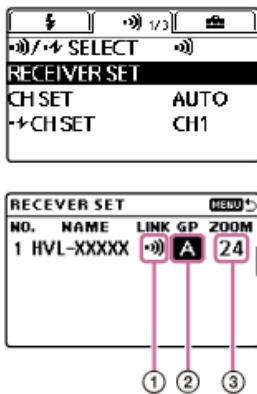 1/3
/ SELECT
RECEIVER SET
CH SET AUTO
CH SET CH1
RECEVER SET MENU
NO. NAME LINK GP ZOOM
1 HVL-XXXXX A 24
① ② ③